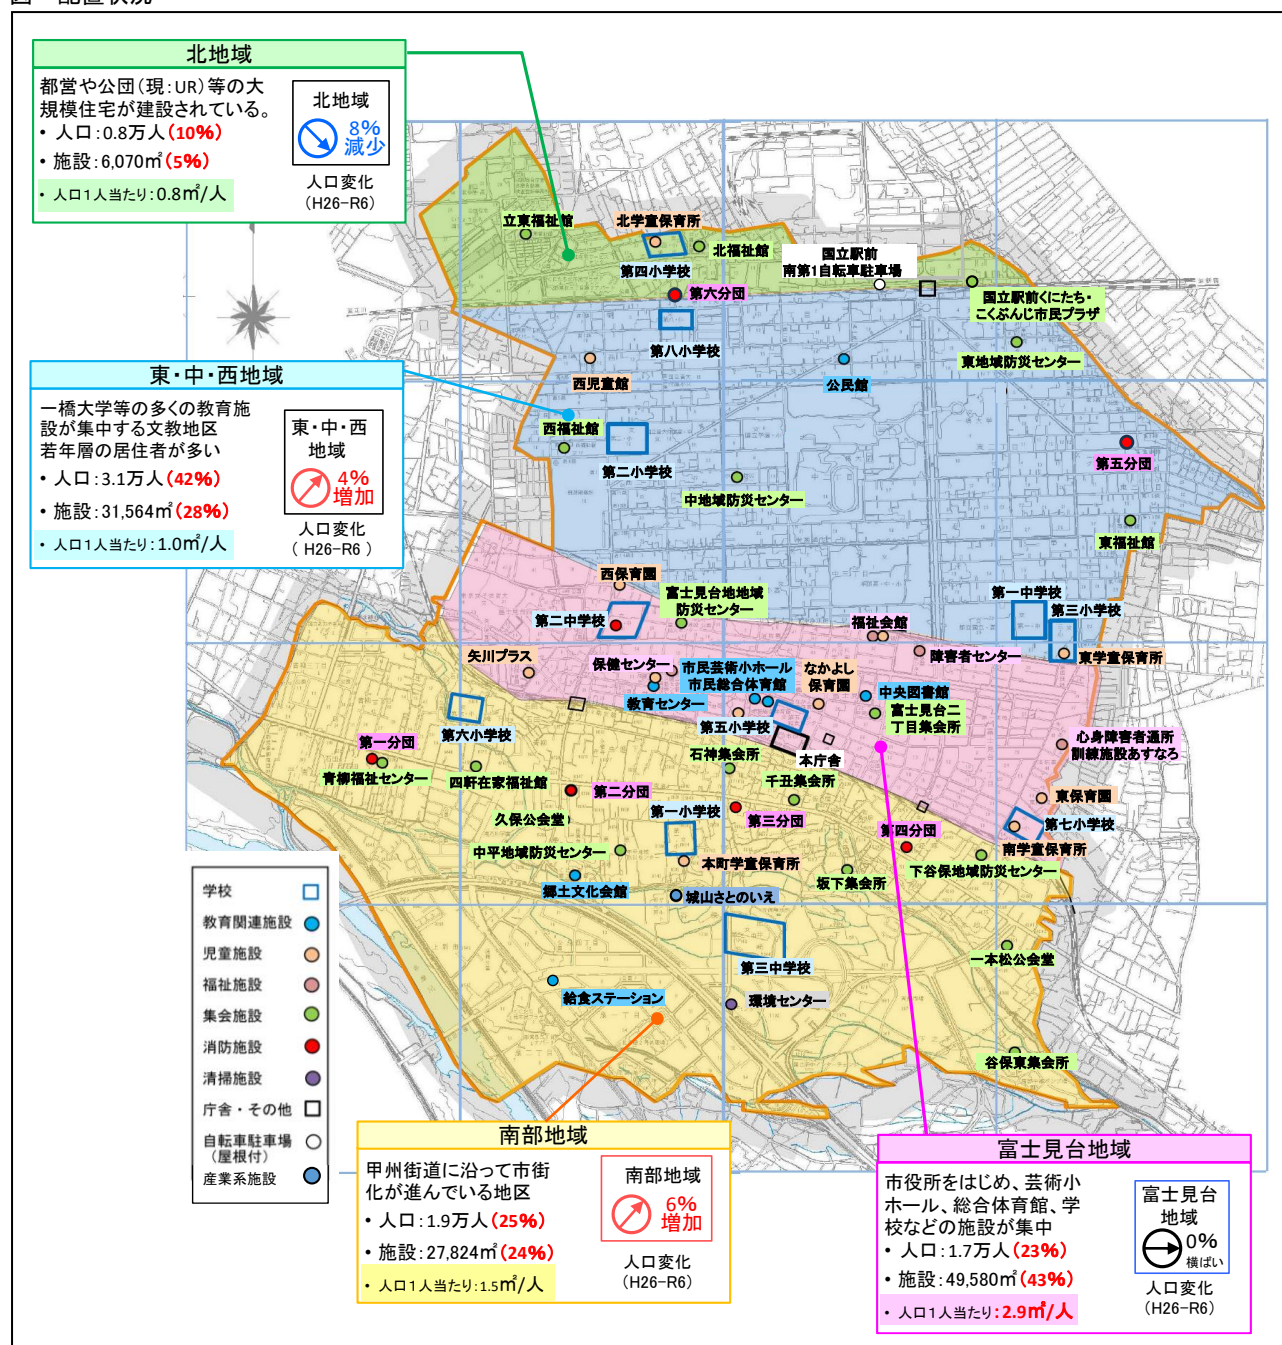 北地域
都営や公団(現:UR)等の大
規模住宅が建設されている。
• 人口:0.8万人(10%)
• 施設:6,070㎡(5%)
• 人口1人当たり:0.8㎡/人
北地域
8%
減少
人口変化
(H26-R6)
東・中・西地域
一橋大学等の多くの教育施
設が集中する文教地区
若年層の居住者が多い
• 人口:3.1万人(42%)
• 施設:31,564㎡(28%)
• 人口1人当たり:1.0㎡/人
東・中・西
地域
4%
増加
人口変化
( H26-R6 )
立東福祉館
北学童保育所
第四小学校
北福祉館
国立駅前
南第1自転車駐車場
第六分団
国立駅前くにたち・
こくぶんじ市民プラザ
第八小学校
東地域防災センター
西児童館
公民館
西福祉館
第二小学校
第五分団
中地域防災センター
東福祉館
西保育園
富士見台地地域
防災センター
第一中学校
第三小学校
第二中学校
福祉会館
障害者センター
東学童保育所
矢川プラス
保健センター
市民芸術小ホール
市民総合体育館
なかよし
保育園
教育センター
中央図書館
富士見台二
丁目集会所
第六小学校
第五小学校
第一分団
石神集会所
本庁舎
心身障害者通所
訓練施設あすなろ
青柳福祉センター
四軒在家福祉館
第二分団
千丑集会所
東保育園
久保公会堂
第一小学校
第三分団
第四分団
第七小学校
中平地域防災センター
本町学童保育所
南学童保育所
下谷保地域防災センター
坂下集会所
郷土文化会館
城山さとのいえ
第三中学校
一本松公会堂
給食ステーション
環境センター
谷保東集会所
学校
教育関連施設
児童施設
福祉施設
集会施設
消防施設
清掃施設
庁舎・その他
自転車駐車場
(屋根付)
産業系施設
南部地域
甲州街道に沿って市街
化が進んでいる地区
• 人口:1.9万人(25%)
• 施設:27,824㎡(24%)
• 人口1人当たり:1.5㎡/人
南部地域
6%
増加
人口変化
(H26-R6)
富士見台地域
市役所をはじめ、芸術小
ホール、総合体育館、学
校などの施設が集中
• 人口:1.7万人(23%)
• 施設:49,580㎡(43%)
• 人口1人当たり:2.9㎡/人
富士見台
地域
0%
横ばい
人口変化
(H26-R6)